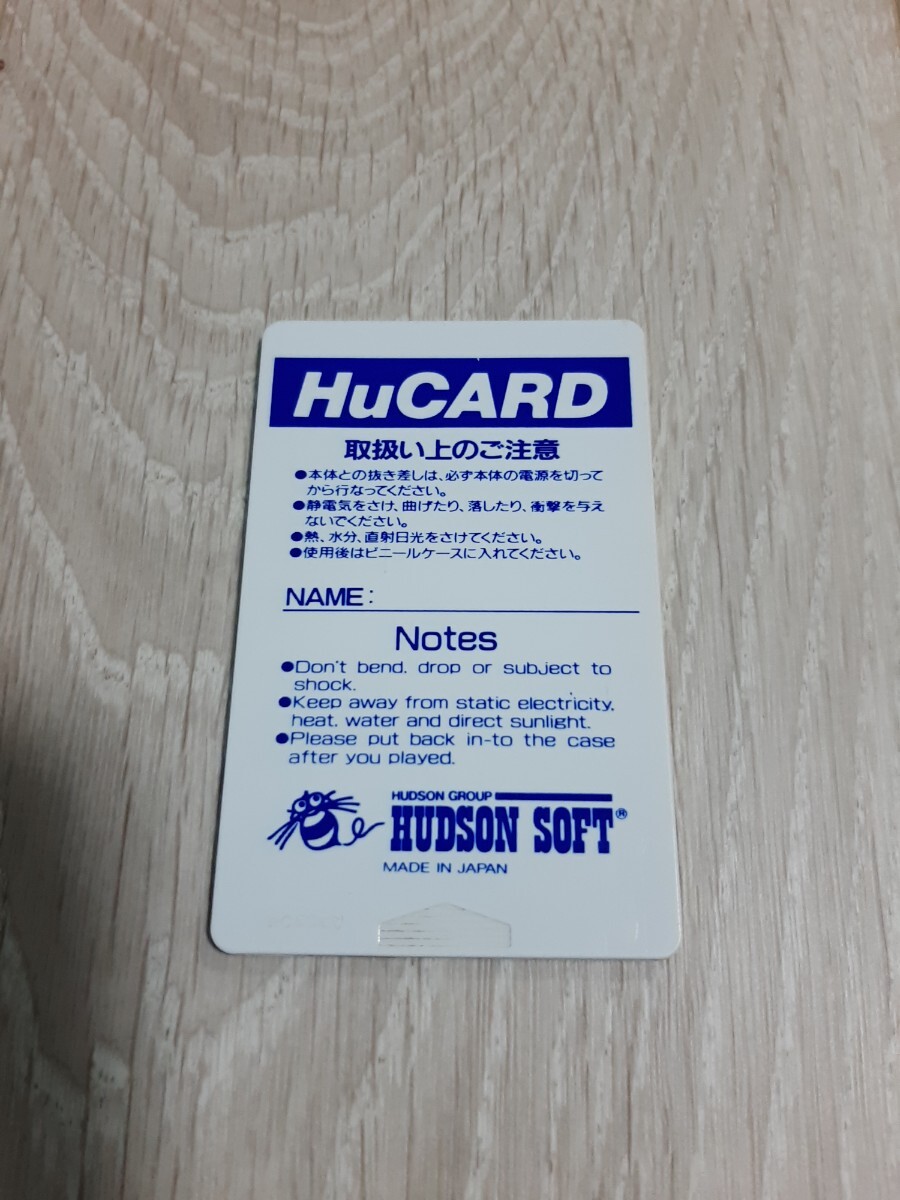 HuCARD
取扱い上のご注意
●本体との抜き差しは、必ず本体の電源を切って
から行なってください。
●静電気をさけ、曲げたり、落したり、衝撃を与え
ないでください。
●熱、水分、直射日光をさけてください。
●使用後はビニールケースに入れてください。
NAME:
Notes
●Don't bend. drop or subject to
shock.
●Keep away from static electricity.
heat. water and direct sunlight.
●Please put back in-to the case
after you played.
HUDSON GROUP
HUDSON SOFT®
MADE IN JAPAN